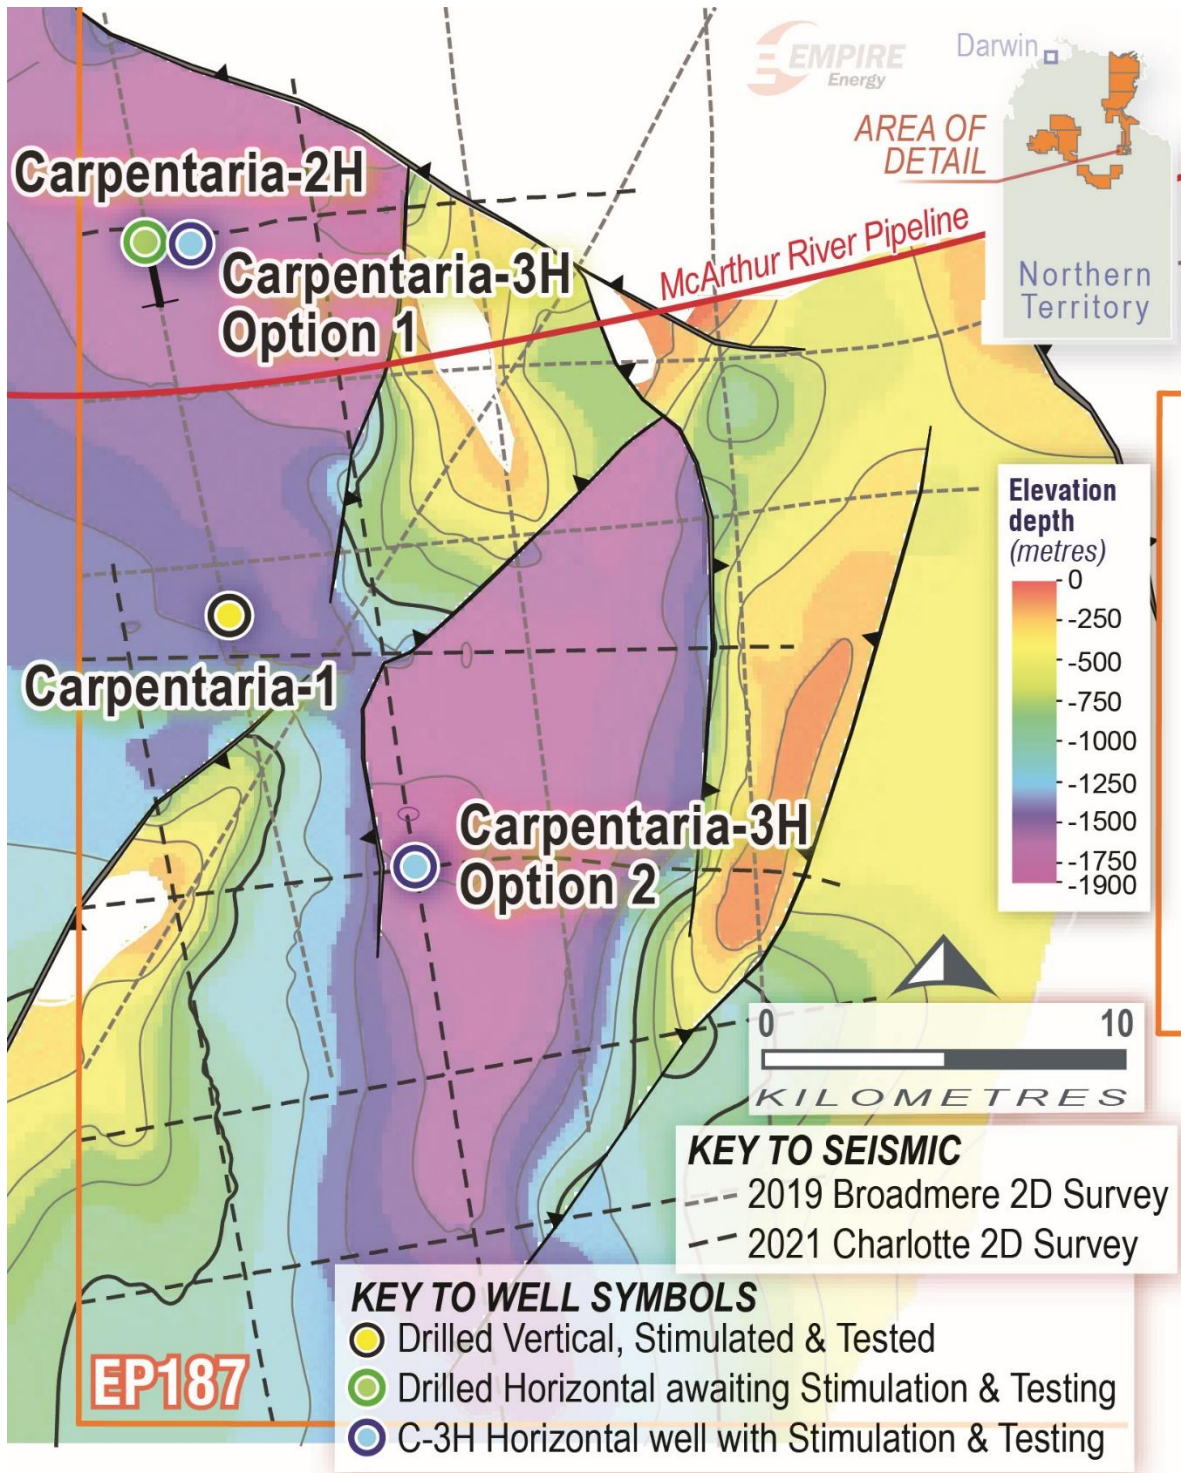 EMPIRE
Energy
Darwin
AREA OF
DETAIL
Northern
Territory
Carpentaria-2H
Carpentaria-3H
Option 1
McArthur River Pipeline
Carpentaria-1
Carpentaria-3H
Option 2
Elevation
depth
(metres)
0
-250
-500
-750
-1000
-1250
-1500
-1750
-1900
0 10
KILOMETRES
KEY TO SEISMIC
2019 Broadmere 2D Survey
2021 Charlotte 2D Survey
KEY TO WELL SYMBOLS
Drilled Vertical, Stimulated & Tested
Drilled Horizontal awaiting Stimulation & Testing
C-3H Horizontal well with Stimulation & Testing
EP187